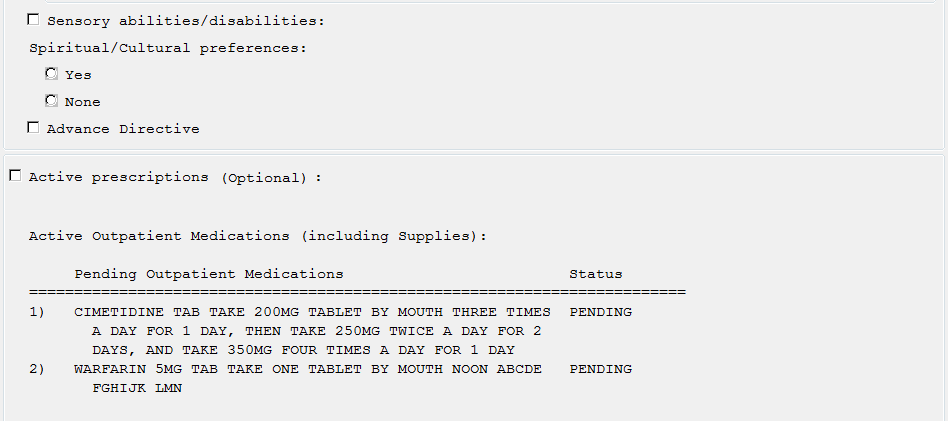 Sensory abilities/disabilities:
Spiritual/Cultural preferences:
Yes
None
Advance Directive
Active prescriptions (Optional) :
Active Outpatient Medications (including Supplies):
Pending Outpatient Medications Status
=========================================================================
1) CIMETIDINE TAB TAKE 200MG TABLET BY MOUTH THREE TIMES PENDING
A DAY FOR 1 DAY, THEN TAKE 250MG TWICE A DAY FOR 2
DAYS, AND TAKE 350MG FOUR TIMES A DAY FOR 1 DAY
2) WARFARIN 5MG TAB TAKE ONE TABLET BY MOUTH NOON ABCDE PENDING
FGHIJK LMN